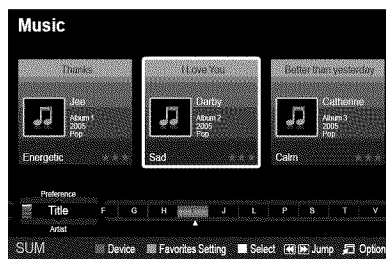 Music
Thanks
I Love You
Better than yesterday
Jee
Album 1
2005
Pop
Darby
Album 2
2005
Pop
Catherine
Album 3
2005
Pop
Energetic
Sad
Calm
Preference
Title
F G H J L P S T V
Artist
SUM Device Favorites Setting Select Jump Option